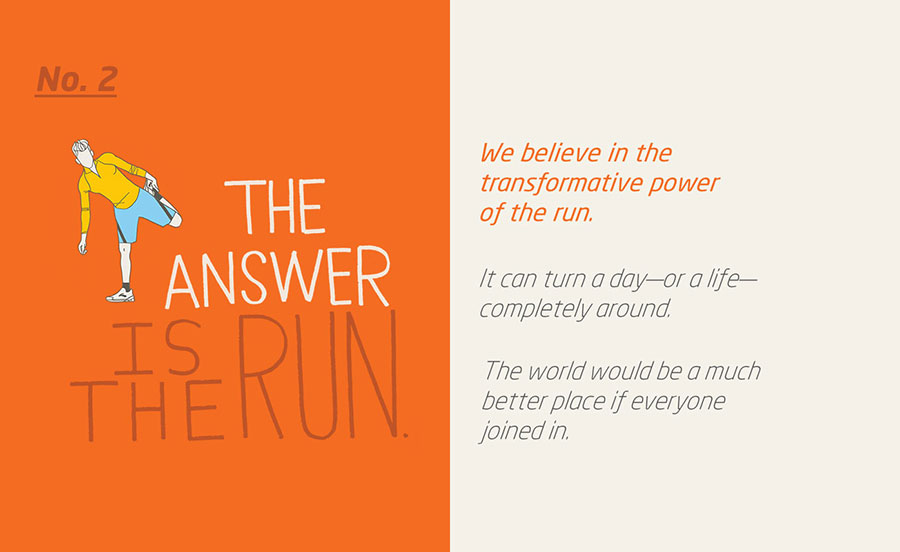 No. 2
THE
ANSWER
IS
THE RUN.
We believe in the
transformative power
of the run.
It can turn a day—or a life—
completely around.
The world would be a much
better place if everyone
joined in.